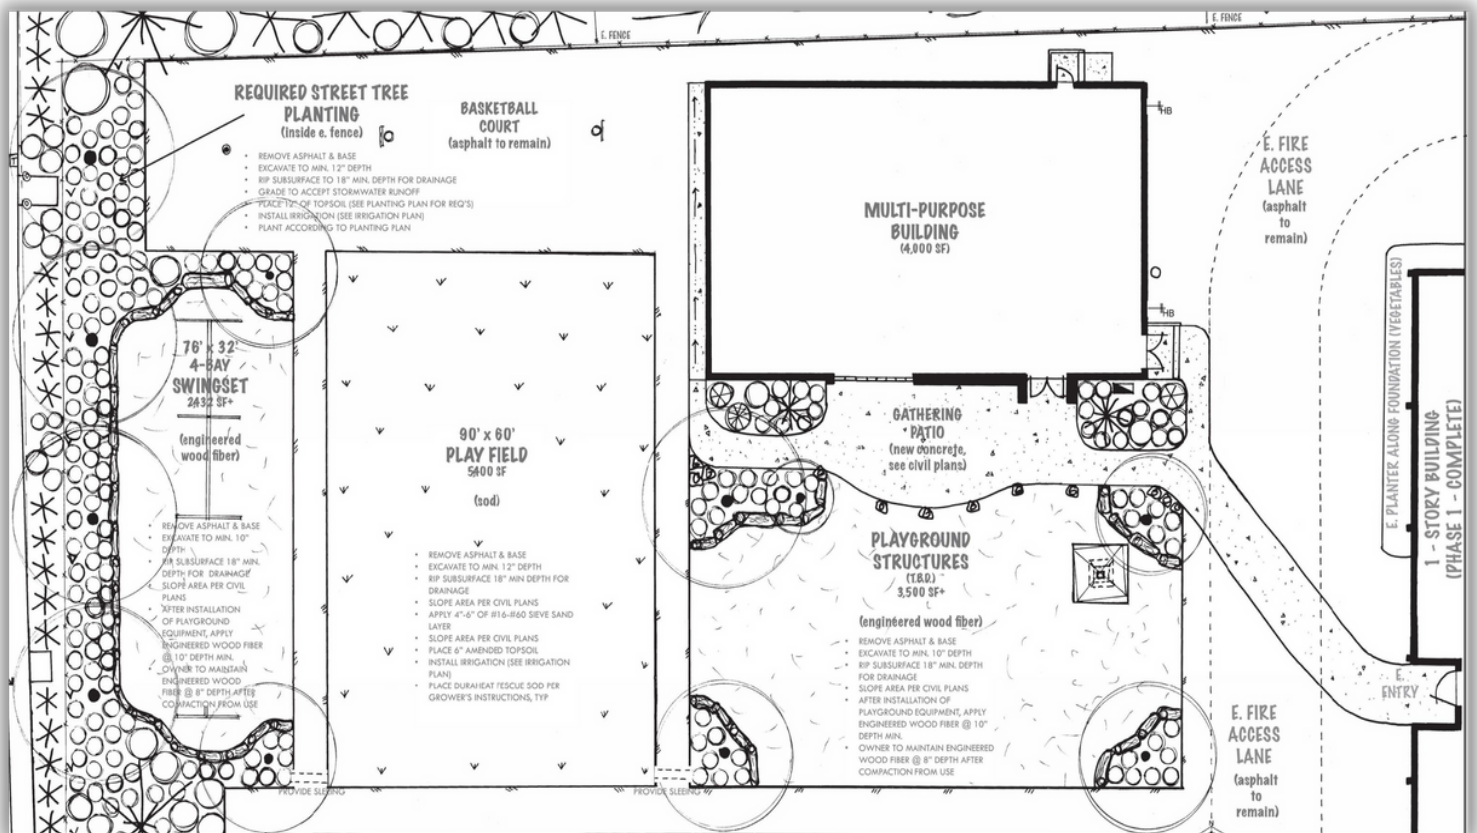 E. FENCE
E. FENCE
REQUIRED STREET TREE
PLANTING
(inside e. fence)
• REMOVE ASPHALT & BASE
• EXCAVATE TO MIN. 12" DEPTH
• RIP SUBSURFACE TO 18" MIN. DEPTH FOR DRAINAGE
• GRADE TO ACCEPT STORMWATER RUNOFF
• PLACE 12" OF TOPSOIL (SEE PLANTING PLAN FOR REQ'S)
• INSTALL IRRIGATION (SEE IRRIGATION PLAN)
• PLANT ACCORDING TO PLANTING PLAN
BASKETBALL
COURT
(asphalt to remain)
MULTI-PURPOSE
BUILDING
(4,000 SF)
HB
HB
E. FIRE
ACCESS
LANE
(asphalt
to
remain)
76' x 32'
4-BAY
SWINGSET
2432 SF+
(engineered
wood fiber)
• REMOVE ASPHALT & BASE
• EXCAVATE TO MIN. 10"
DEPTH
• RIP SUBSURFACE 18" MIN.
DEPTH FOR DRAINAGE
• SLOPE AREA PER CIVIL
PLANS
• AFTER INSTALLATION
OF PLAYGROUND
EQUIPMENT, APPLY
ENGINEERED WOOD FIBER
@ 10" DEPTH MIN.
• OWNER TO MAINTAIN
ENGINEERED WOOD
FIBER @ 8" DEPTH AFTER
COMPACTION FROM USE
90' x 60'
PLAY FIELD
5400 SF
(sod)
• REMOVE ASPHALT & BASE
• EXCAVATE TO MIN. 12" DEPTH
• RIP SUBSURFACE 18" MIN DEPTH FOR
DRAINAGE
• SLOPE AREA PER CIVIL PLANS
• APPLY 4"-6" OF #16-#60 SIEVE SAND
LAYER
• SLOPE AREA PER CIVIL PLANS
• PLACE 6" AMENDED TOPSOIL
• INSTALL IRRIGATION (SEE IRRIGATION
PLAN)
• PLACE DURAHEAT FESCUE SOD PER
GROWER'S INSTRUCTIONS, TYP
GATHERING
PATIO
(new concrete,
see civil plans)
PLAYGROUND
STRUCTURES
(T.B.D.)
3,500 SF+
(engineered wood fiber)
• REMOVE ASPHALT & BASE
• EXCAVATE TO MIN. 10" DEPTH
• RIP SUBSURFACE 18" MIN. DEPTH
FOR DRAINAGE
• SLOPE AREA PER CIVIL PLANS
• AFTER INSTALLATION OF
PLAYGROUND EQUIPMENT, APPLY
ENGINEERED WOOD FIBER @ 10"
DEPTH MIN.
• OWNER TO MAINTAIN ENGINEERED
WOOD FIBER @ 8" DEPTH AFTER
COMPACTION FROM USE
E. PLANTER ALONG FOUNDATION (VEGETABLES)
1 - STORY BUILDING
(PHASE 1 - COMPLETE)
E.
ENTRY
E. FIRE
ACCESS
LANE
(asphalt
to
remain)
PROVIDE SLEEING
PROVIDE SLEEING